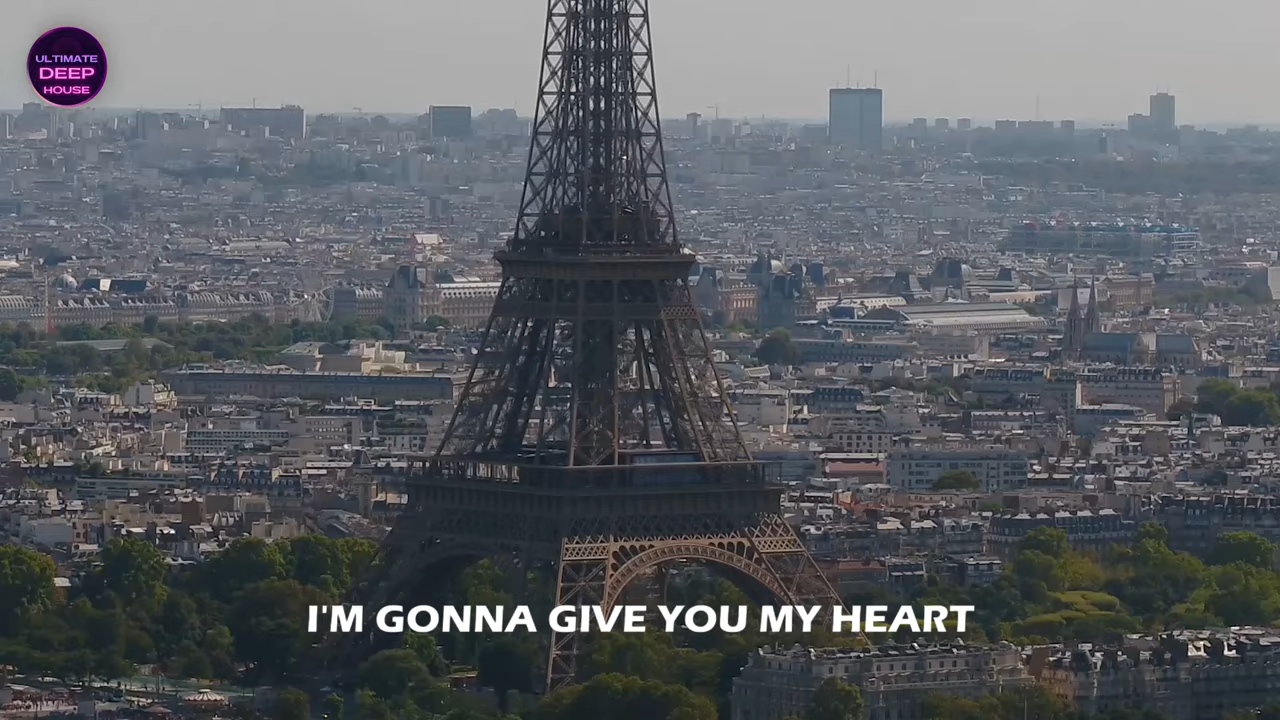 ULTIMATE
DEEP
HOUSE
I'M GONNA GIVE YOU MY HEART